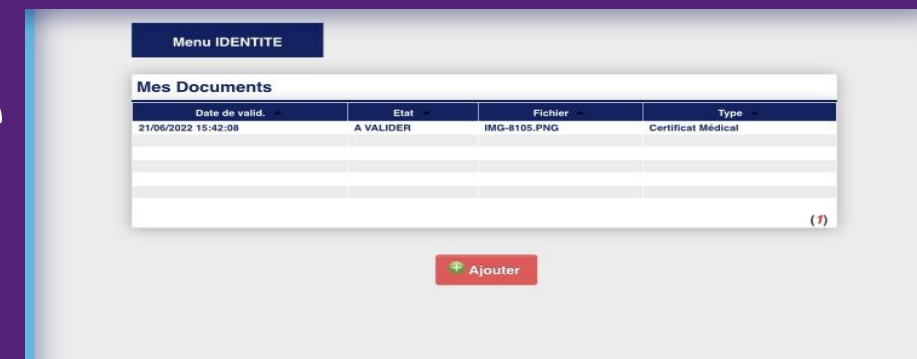 Menu IDENTITE
Mes Documents
Date de valid. Etat Fichier Type
21/06/2022 15:42:08 A VALIDER IMG-8105.PNG Certificat Médical
(1)
Ajouter